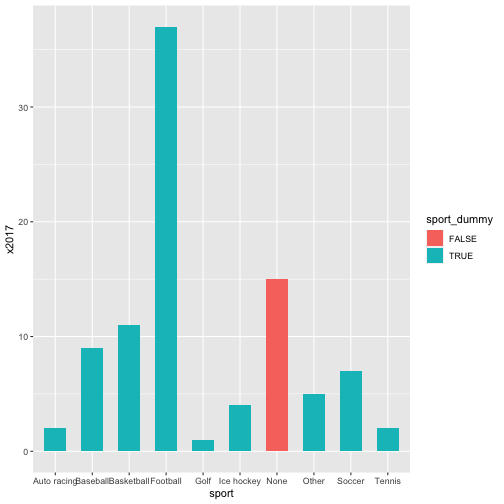 x2017
30
20
10
0
Auto racing Baseball Basketball Football Golf Ice hockey None Other Soccer Tennis
sport
sport_dummy
FALSE
TRUE